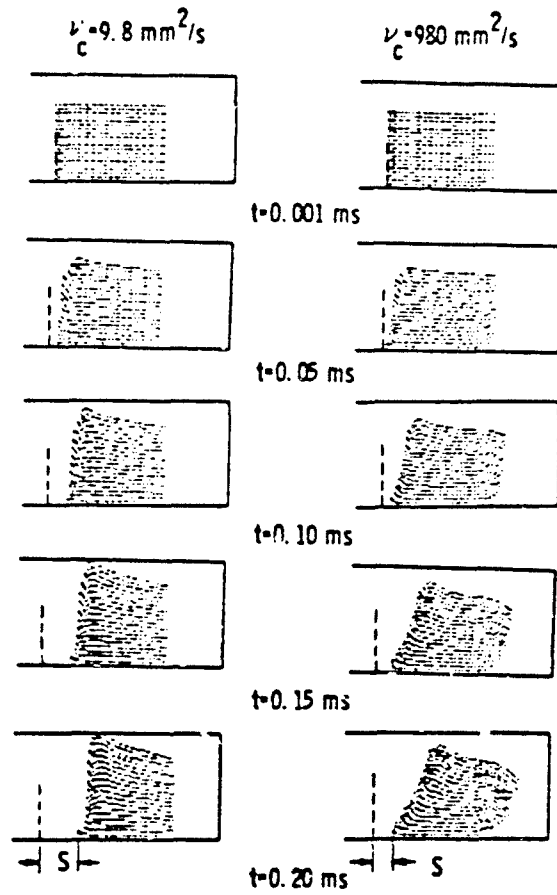 ν_c=9.8 mm²/s
ν_c=980 mm²/s
t=0.001 ms
t=0.05 ms
t=0.10 ms
t=0.15 ms
t=0.20 ms
S
S